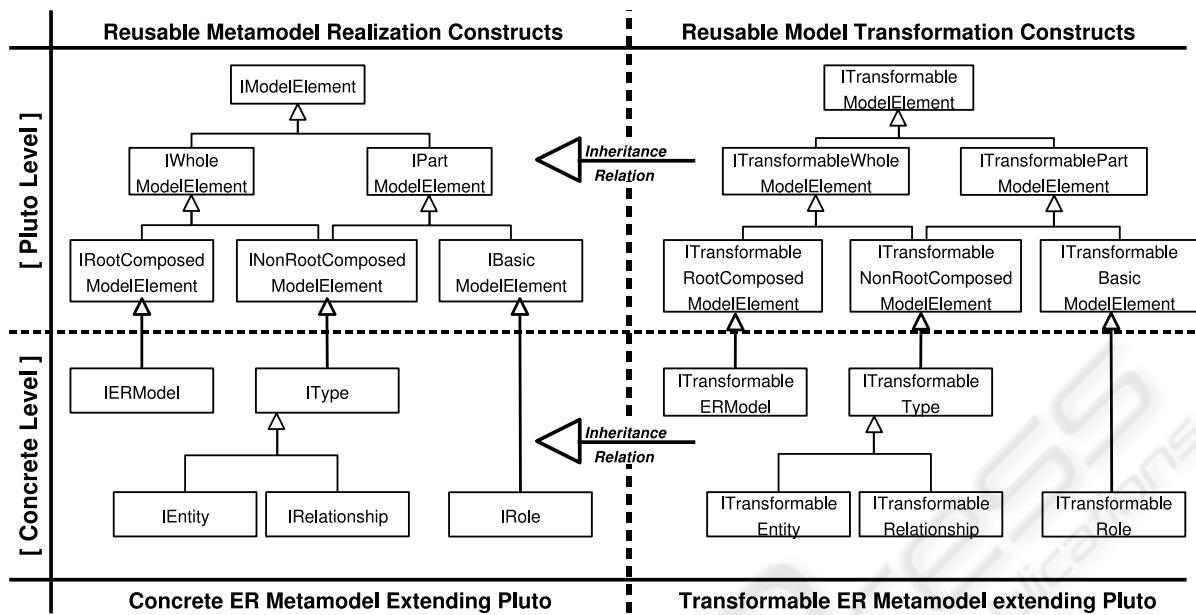 Reusable Metamodel Realization Constructs
Reusable Model Transformation Constructs
[ Pluto Level ]
IModelElement
IWhole
ModelElement
IPart
ModelElement
IRootComposed
ModelElement
INonRootComposed
ModelElement
IBasic
ModelElement
Inheritance
Relation
ITransformable
ModelElement
ITransformableWhole
ModelElement
ITransformablePart
ModelElement
ITransformable
RootComposed
ModelElement
ITransformable
NonRootComposed
ModelElement
ITransformable
Basic
ModelElement
[ Concrete Level ]
IERModel
IType
IEntity
IRelationship
IRole
Inheritance
Relation
ITransformable
ERModel
ITransformable
Type
ITransformable
Entity
ITransformable
Relationship
ITransformable
Role
Concrete ER Metamodel Extending Pluto
Transformable ER Metamodel extending Pluto